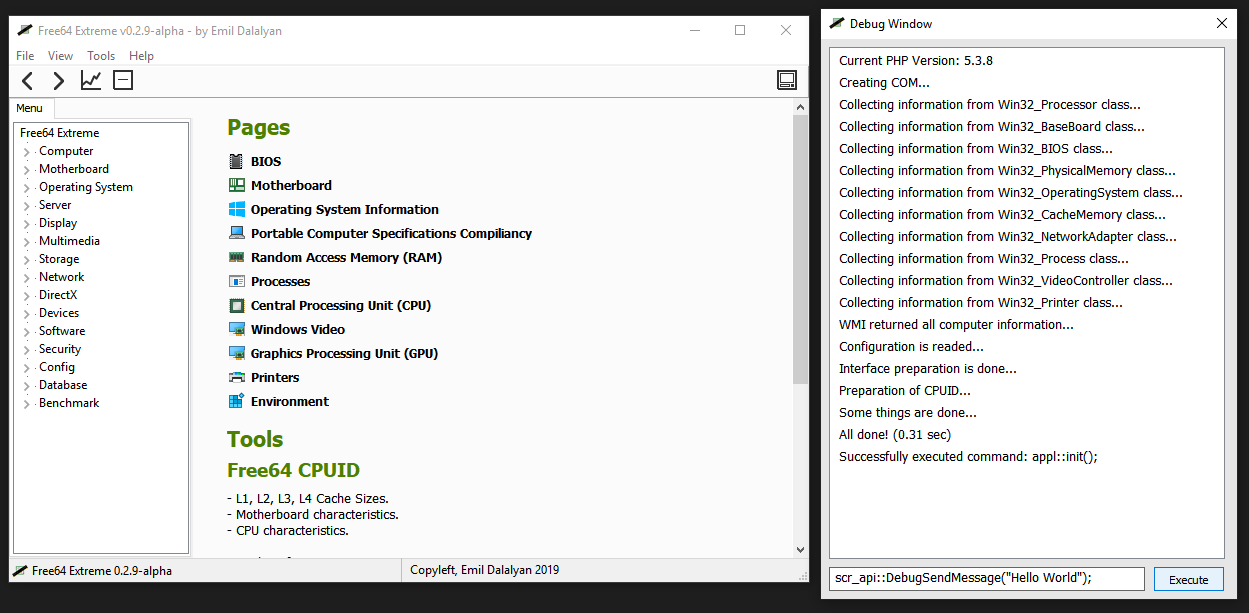 Free64 Extreme v0.2.9-alpha - by Emil Dalalyan
File View Tools Help
Menu
Free64 Extreme
Computer
Motherboard
Operating System
Server
Display
Multimedia
Storage
Network
DirectX
Devices
Software
Security
Config
Database
Benchmark
Pages
BIOS
Motherboard
Operating System Information
Portable Computer Specifications Compiliancy
Random Access Memory (RAM)
Processes
Central Processing Unit (CPU)
Windows Video
Graphics Processing Unit (GPU)
Printers
Environment
Tools
Free64 CPUID
- L1, L2, L3, L4 Cache Sizes.
- Motherboard characteristics.
- CPU characteristics.
Free64 Extreme 0.2.9-alpha
Copyleft, Emil Dalalyan 2019
Debug Window
Current PHP Version: 5.3.8
Creating COM...
Collecting information from Win32_Processor class...
Collecting information from Win32_BaseBoard class...
Collecting information from Win32_BIOS class...
Collecting information from Win32_PhysicalMemory class...
Collecting information from Win32_OperatingSystem class...
Collecting information from Win32_CacheMemory class...
Collecting information from Win32_NetworkAdapter class...
Collecting information from Win32_Process class...
Collecting information from Win32_VideoController class...
Collecting information from Win32_Printer class...
WMI returned all computer information...
Configuration is readed...
Interface preparation is done...
Preparation of CPUID...
Some things are done...
All done! (0.31 sec)
Successfully executed command: appl::init();
scr_api::DebugSendMessage("Hello World");
Execute